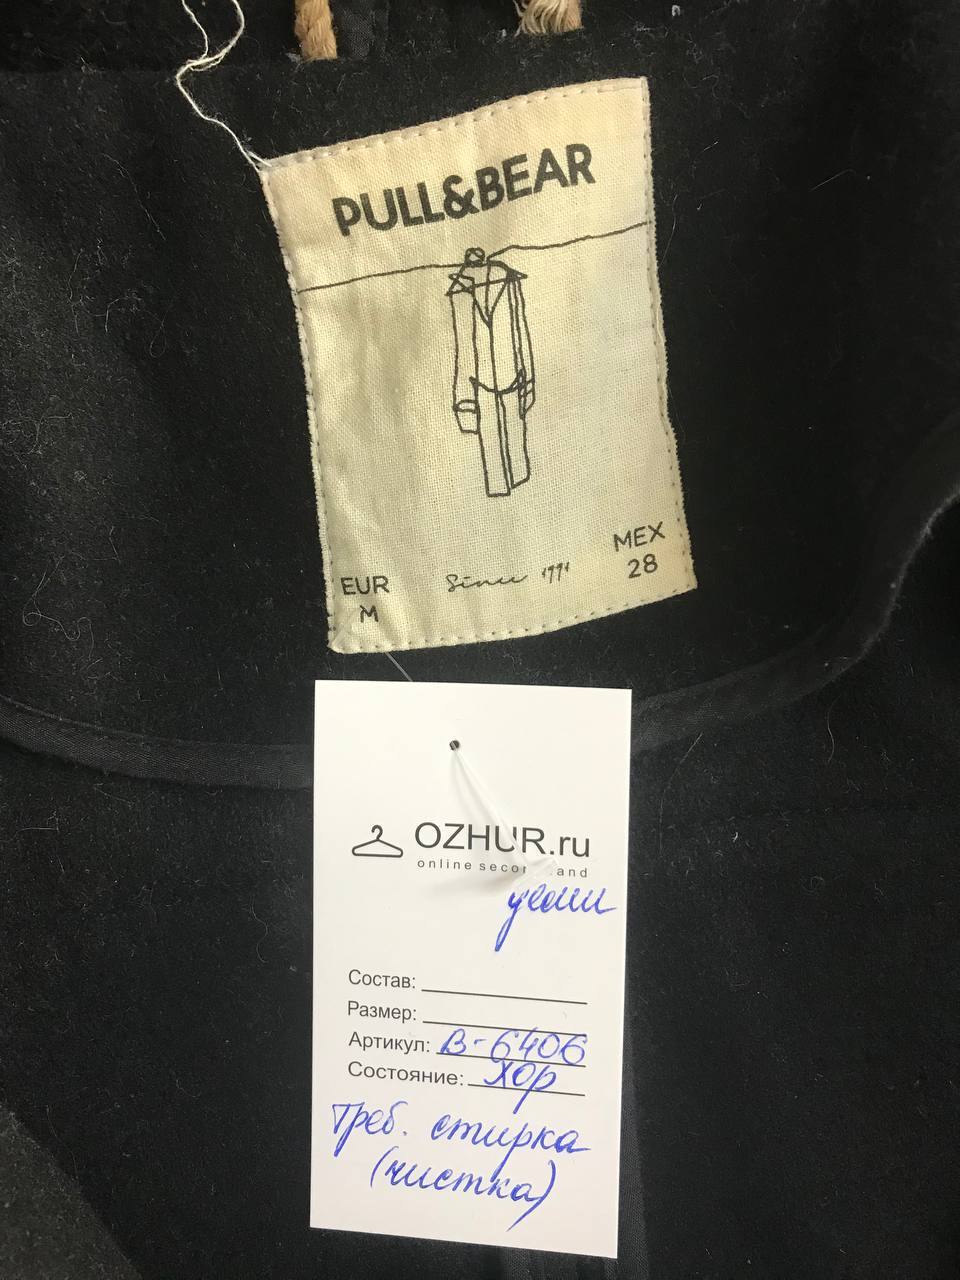 PULL&BEAR
EUR
M
Since 1991
MEX
28
OZHUR.ru
online
Состав:
Размер:
Артикул: В-6406
Состояние: хор
Треб. стирка
(чистка)